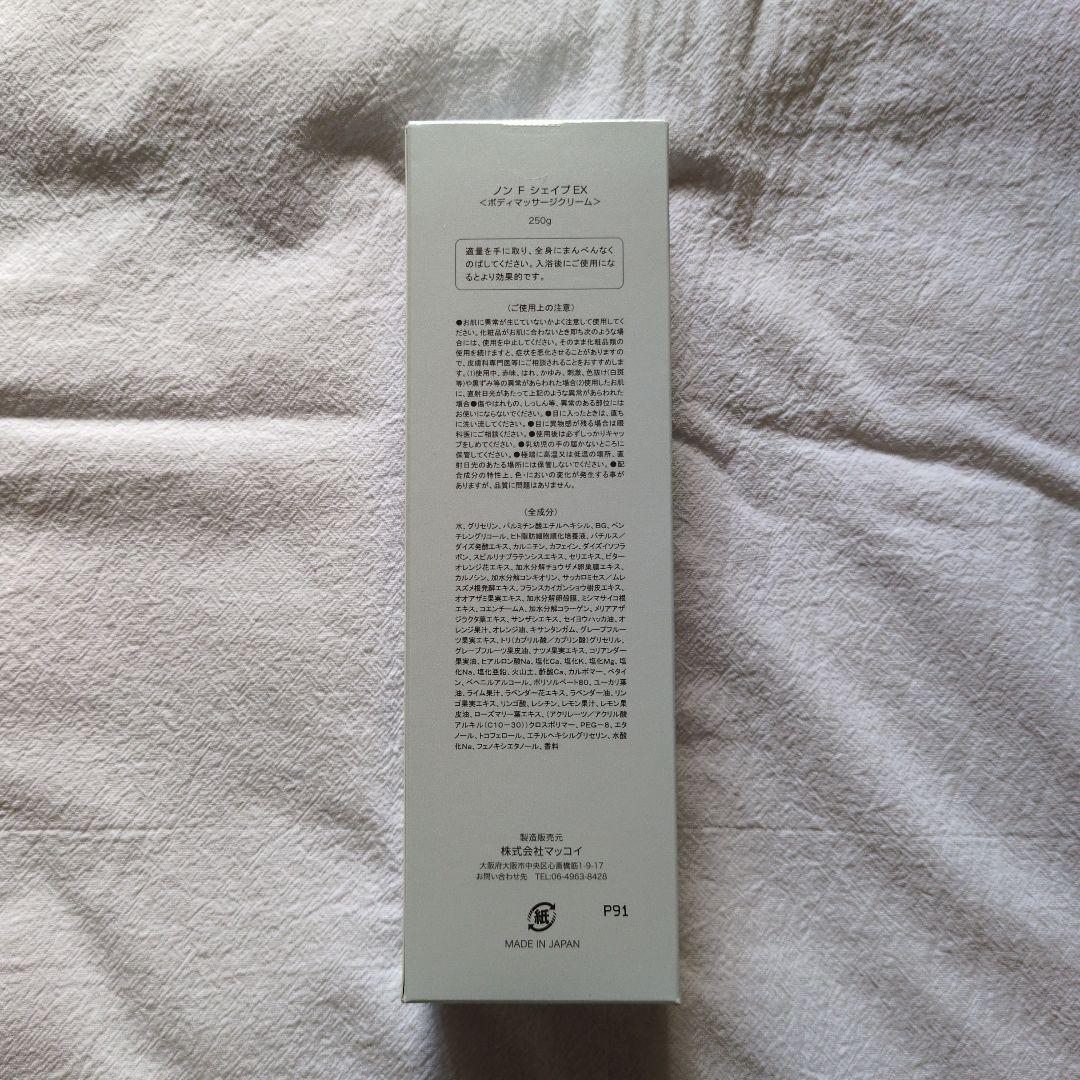 ノン F シェイプEX
＜ボディマッサージクリーム＞
250g
適量を手に取り、全身にまんべんなく
のばしてください。入浴後にご使用にな
るとより効果的です。
（ご使用上の注意）
●お肌に異常が生じていないかよく注意して使用してく
ださい。化粧品がお肌に合わないとき即ち次のような場
合には、使用を中止してください。そのまま化粧品類の
使用を続けますと、症状を悪化させることがありますの
で、皮膚科専門医等にご相談されることをおすすめしま
す。(1)使用中、赤味、はれ、かゆみ、刺激、色抜け(白斑
等)や黒ずみ等の異常があらわれた場合(2)使用したお肌
に、直射日光があたって上記のような異常があらわれた
場合●傷やはれもの、しっしん等、異常のある部位には
お使いにならないでください。●目に入ったときは、直ち
に洗い流してください。●目に異物感が残る場合は眼
科医にご相談ください。●使用後は必ずしっかりキャッ
プをしめてください。●乳幼児の手の届かないところに
保管してください。●極端に高温又は低温の場所、直
射日光のあたる場所には保管しないでください。●配
合成分の特性上、色・においの変化が発生する事が
ありますが、品質に問題はありません。
（全成分）
水、グリセリン、パルミチン酸エチルヘキシル、BG、ペン
チレングリコール、ヒト脂肪細胞順化培養液、バチルス／
ダイズ発酵エキス、カルニチン、カフェイン、ダイズイソフラ
ボン、スピルリナプラテンシスエキス、セリエキス、ビター
オレンジ花エキス、加水分解チョウザメ卵巣膜エキス、
カルノシン、加水分解コンキオリン、サッカロミセス／ムレ
スズメ根発酵エキス、フランスカイガンショウ樹皮エキス、
オオアザミ果実エキス、加水分解卵殻膜、ミシマサイコ根
エキス、コエンチームA、加水分解コラーゲン、メリアアザ
ジラクタ葉エキス、サンザシエキス、セイヨウハッカ油、オ
レンジ果汁、オレンジ油、キサンタンガム、グレープフルー
ツ果実エキス、トリ（カプリル酸／カプリン酸）グリセリル、
グレープフルーツ果皮油、ナツメ果実エキス、コリアンダー
果実油、ヒアルロン酸Na、塩化Ca、塩化K、塩化Mg、塩
化Na、塩化亜鉛、火山土、酢酸Ca、カルボマー、ベタイ
ン、ベヘニルアルコール、ポリソルベート80、ユーカリ葉
油、ライム果汁、ラベンダー花エキス、ラベンダー油、リン
ゴ果実エキス、リンゴ酸、レシチン、レモン果汁、レモン果
皮油、ローズマリー葉エキス、（アクリレーツ／アクリル酸
アルキル（C10－30））クロスポリマー、PEG－8、エタ
ノール、トコフェロール、エチルヘキシルグリセリン、水酸
化Na、フェノキシエタノール、香料
製造販売元
株式会社マッコイ
大阪府大阪市中央区心斎橋筋1-9-17
お問い合わせ先　TEL:06-4963-8428
紙
P91
MADE IN JAPAN